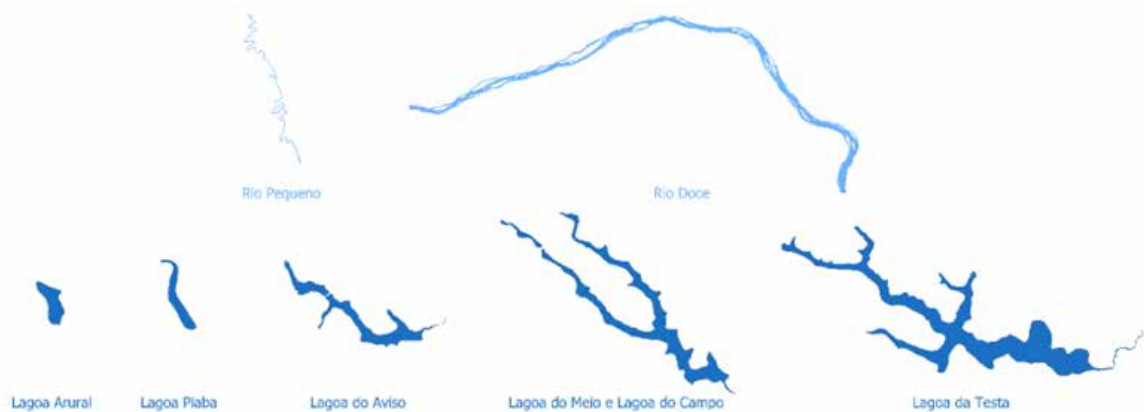 Rio Pequeno
Rio Doce
Lagoa Arural
Lagoa Piaba
Lagoa do Aviso
Lagoa do Meio e Lagoa do Campo
Lagoa da Testa